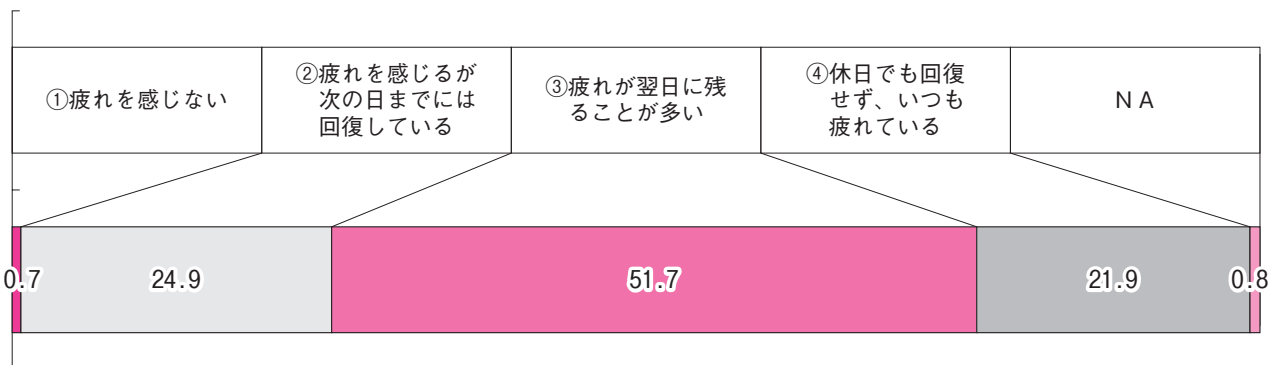 ①疲れを感じない
②疲れを感じるが
次の日までには
回復している
③疲れが翌日に残
ることが多い
④休日でも回復
せず、いつも
疲れている
ＮＡ
0.7
24.9
51.7
21.9
0.8